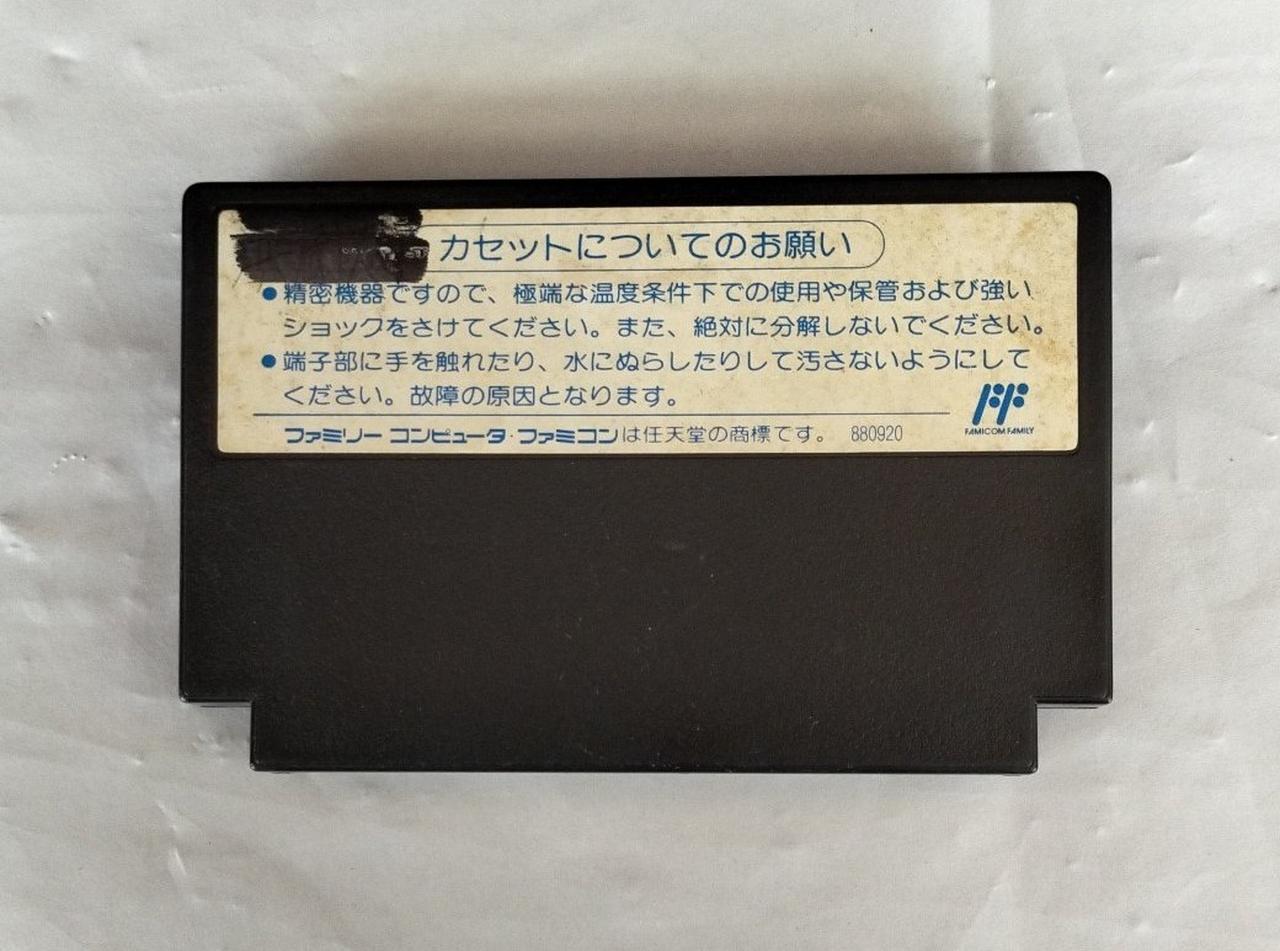 カセットについてのお願い
●精密機器ですので、極端な温度条件下での使用や保管および強い
ショックをさけてください。また、絶対に分解しないでください。
●端子部に手を触れたり、水にぬらしたりして汚さないようにして
ください。故障の原因となります。
FAMICOM FAMILY
ファミリーコンピュータ・ファミコンは任天堂の商標です。 880920